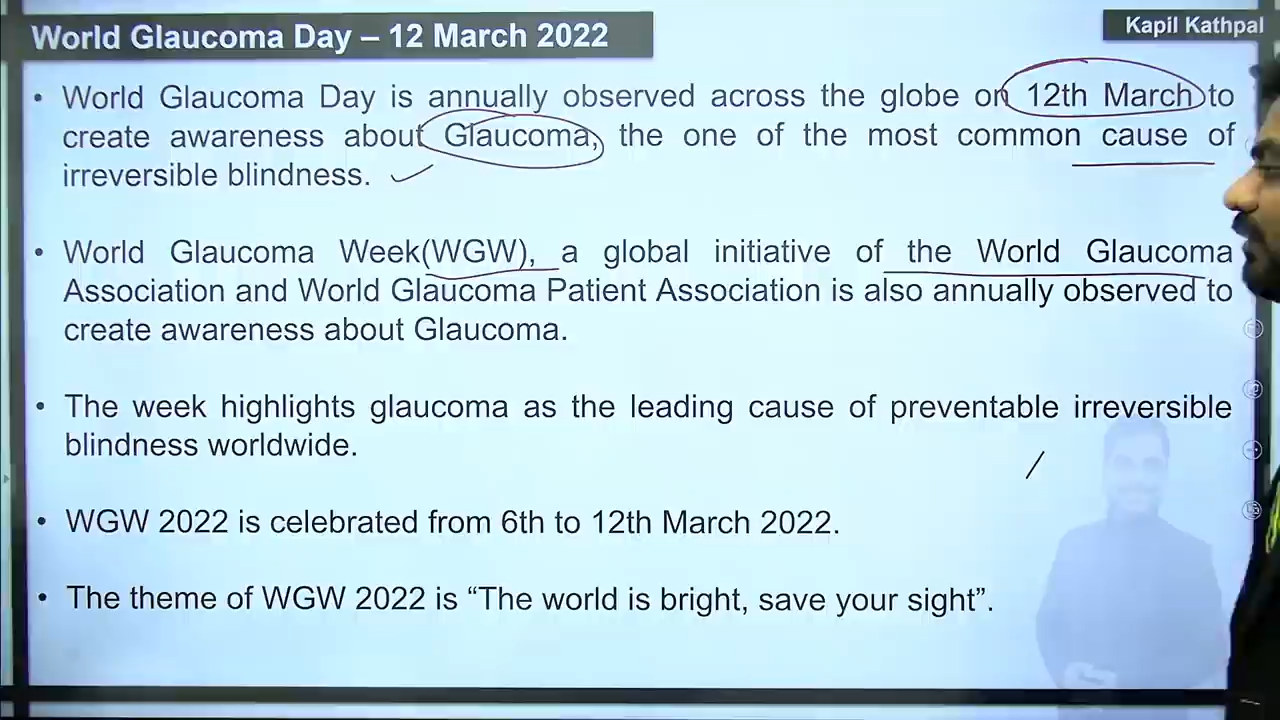 World Glaucoma Day – 12 March 2022
Kapil Kathpal
• World Glaucoma Day is annually observed across the globe on 12th March to
create awareness about Glaucoma, the one of the most common cause of
irreversible blindness.
• World Glaucoma Week(WGW), a global initiative of the World Glaucoma
Association and World Glaucoma Patient Association is also annually observed to
create awareness about Glaucoma.
• The week highlights glaucoma as the leading cause of preventable irreversible
blindness worldwide.
• WGW 2022 is celebrated from 6th to 12th March 2022.
• The theme of WGW 2022 is “The world is bright, save your sight”.